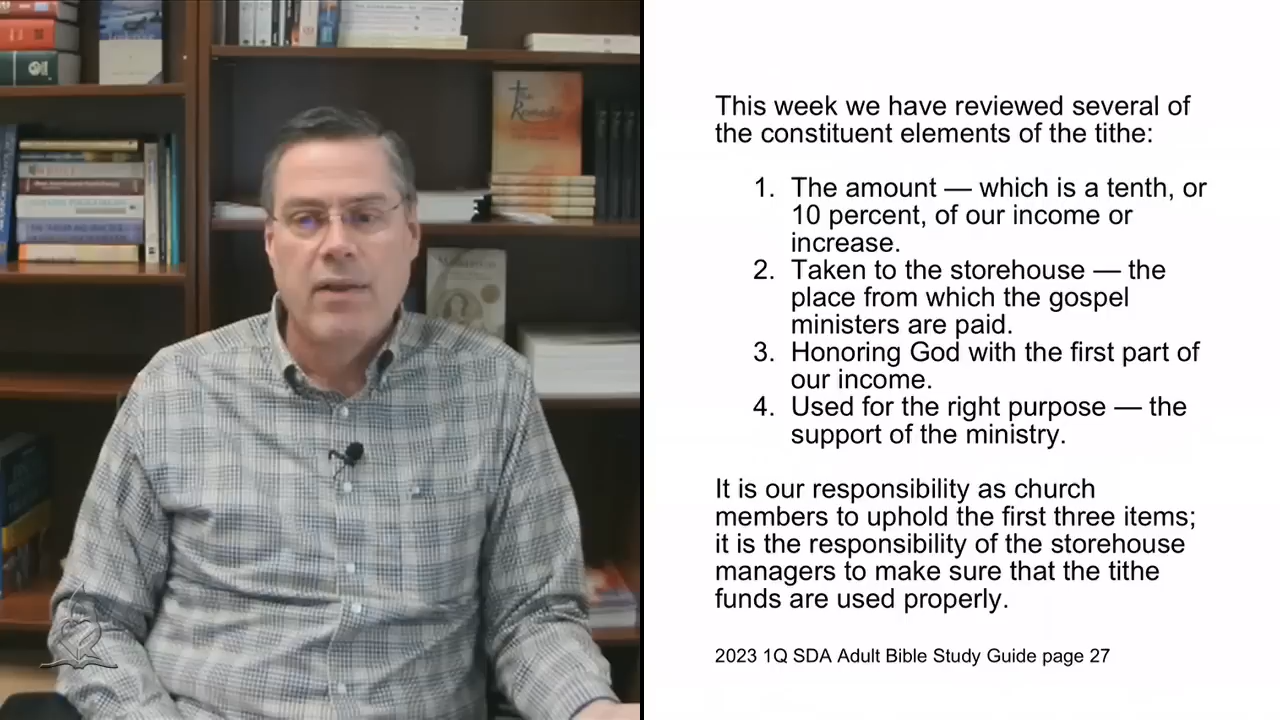 The
Remedy
This week we have reviewed several of
the constituent elements of the tithe:
1. The amount — which is a tenth, or
10 percent, of our income or
increase.
2. Taken to the storehouse — the
place from which the gospel
ministers are paid.
3. Honoring God with the first part of
our income.
4. Used for the right purpose — the
support of the ministry.
It is our responsibility as church
members to uphold the first three items;
it is the responsibility of the storehouse
managers to make sure that the tithe
funds are used properly.
2023 1Q SDA Adult Bible Study Guide page 27